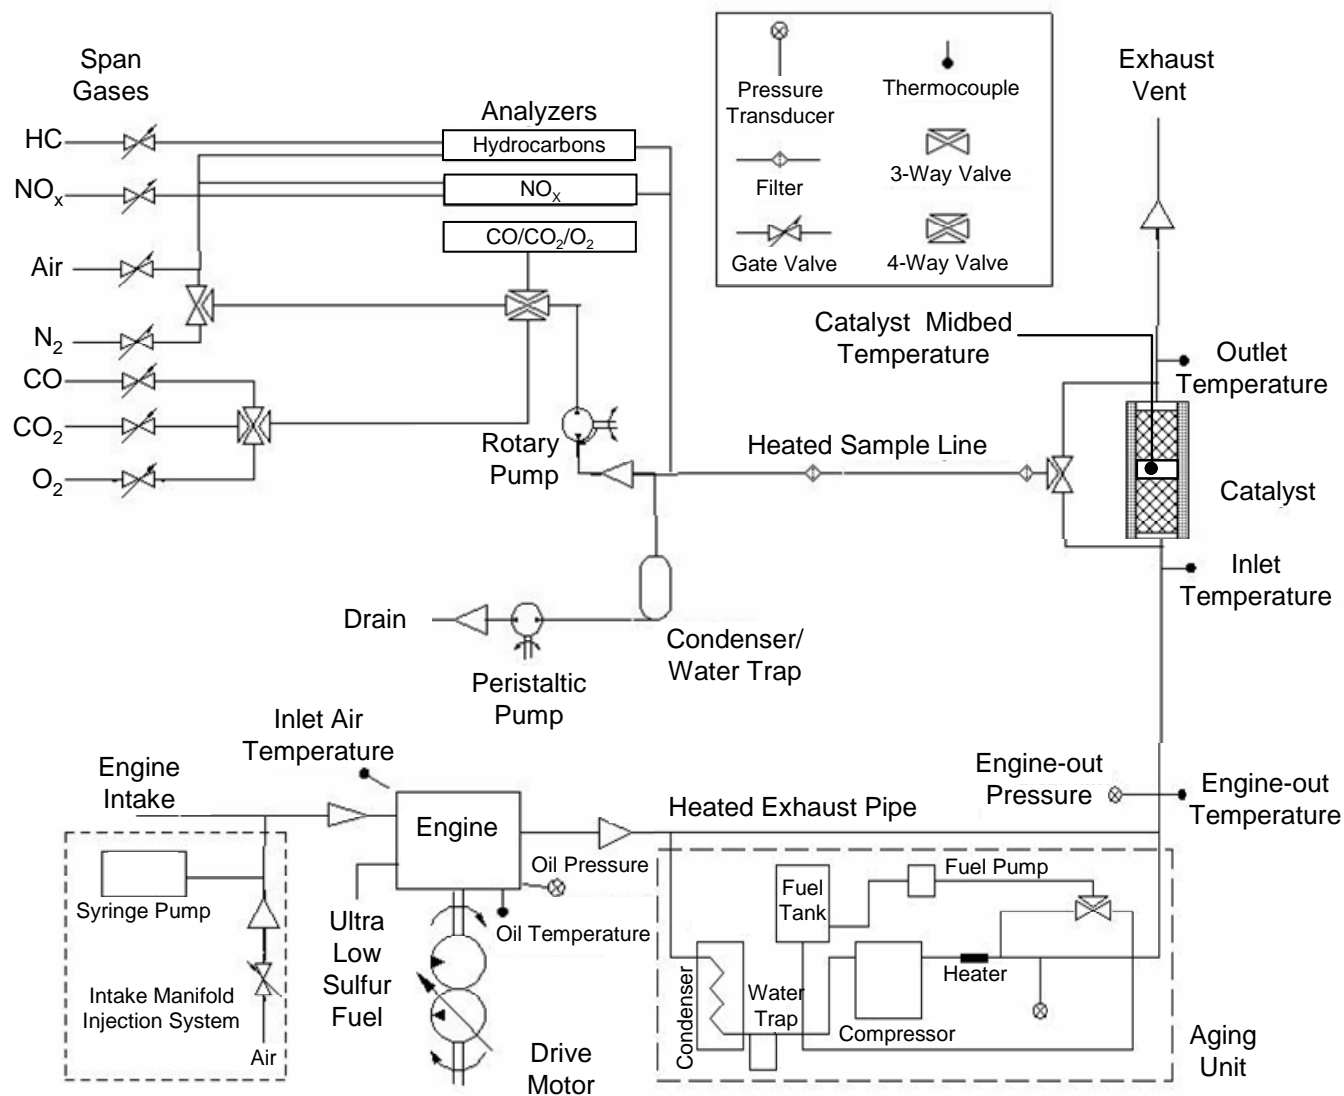 Span
Gases
HC
NOx
Air
N2
CO
CO2
O2
Analyzers
Hydrocarbons
NOX
CO/CO2/O2
Pressure
Transducer
Thermocouple
Filter
3-Way Valve
Gate Valve
4-Way Valve
Exhaust
Vent
Catalyst Midbed
Temperature
Outlet
Temperature
Rotary
Pump
Heated Sample Line
Catalyst
Inlet
Temperature
Drain
Condenser/
Water Trap
Peristaltic
Pump
Inlet Air
Temperature
Engine
Intake
Engine
Heated Exhaust Pipe
Engine-out
Pressure
Engine-out
Temperature
Syringe Pump
Intake Manifold
Injection System
Air
Ultra
Low
Sulfur
Fuel
Oil Pressure
Oil Temperature
Drive
Motor
Fuel
Tank
Fuel Pump
Condenser
Water
Trap
Compressor
Heater
Aging
Unit